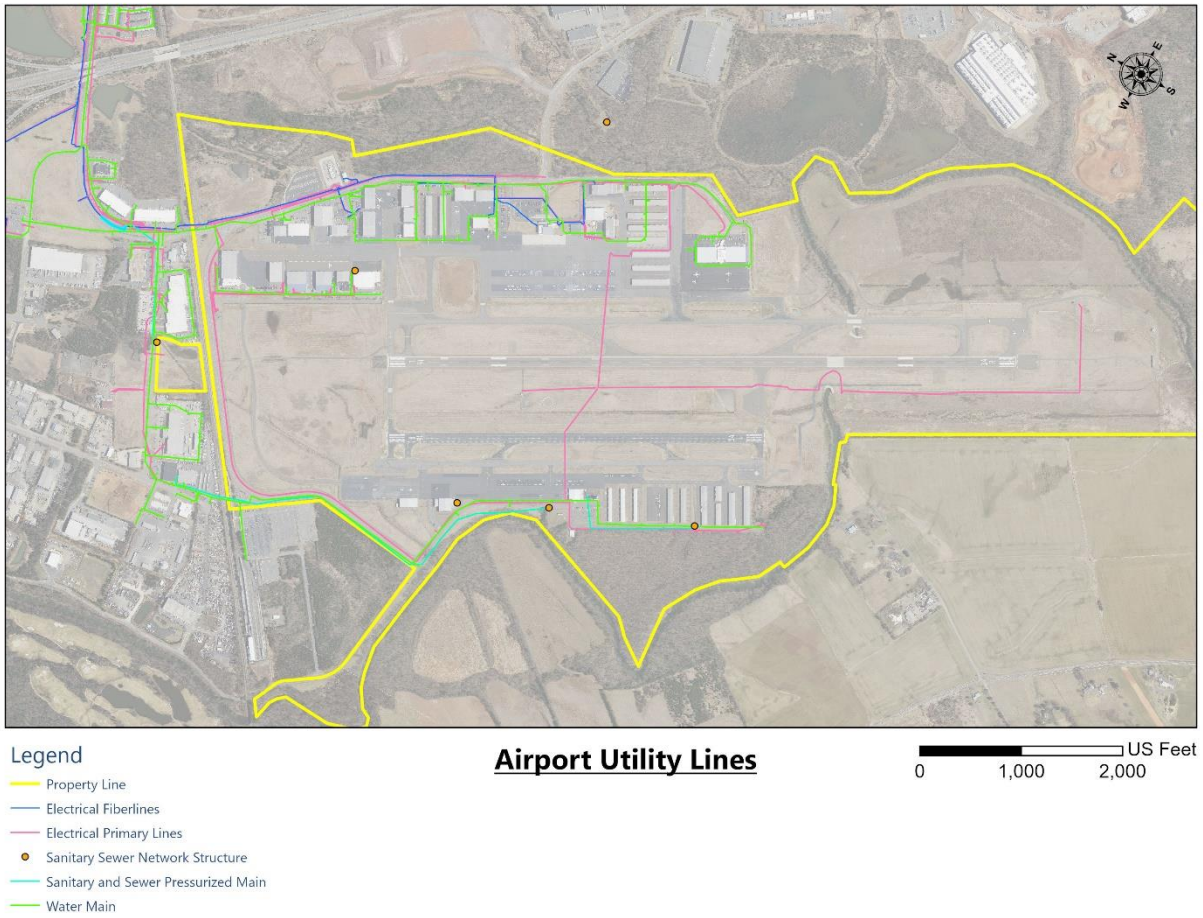 N
E
W
S
Legend
Airport Utility Lines
US Feet
0 1,000 2,000
Property Line
Electrical Fiberlines
Electrical Primary Lines
Sanitary Sewer Network Structure
Sanitary and Sewer Pressurized Main
Water Main